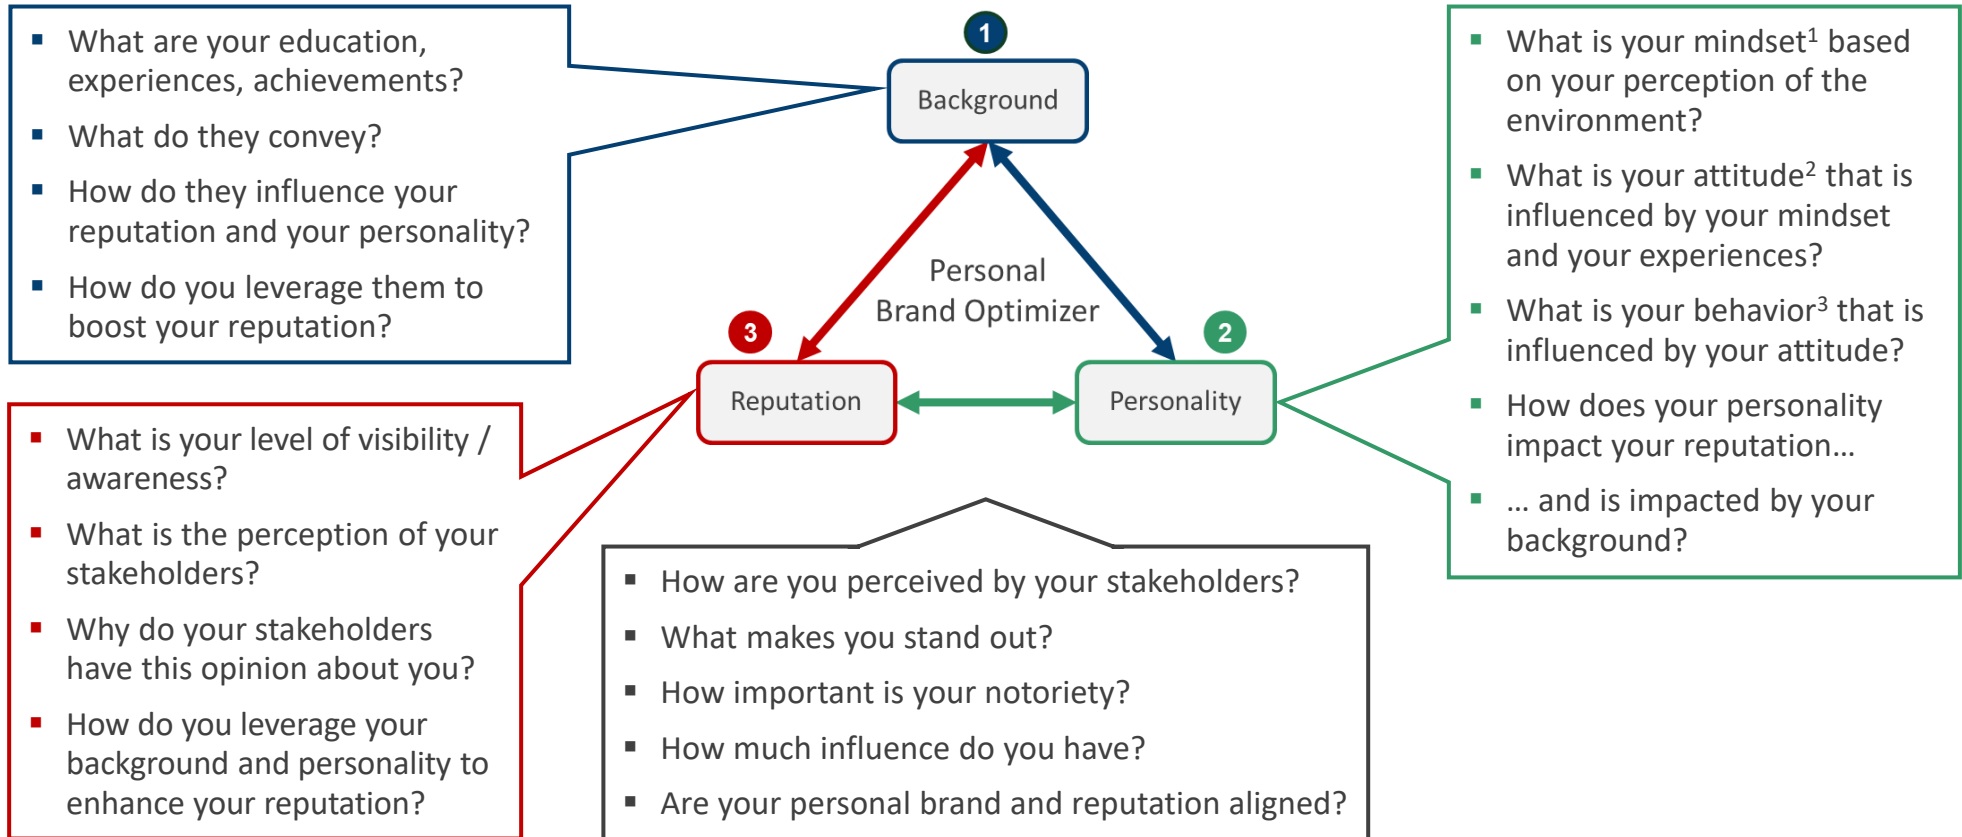 ▪ What are your education,
experiences, achievements?
▪ What do they convey?
▪ How do they influence your
reputation and your personality?
▪ How do you leverage them to
boost your reputation?
1
Background
Personal
Brand Optimizer
3
Reputation
2
Personality
▪ What is your mindset¹ based
on your perception of the
environment?
▪ What is your attitude² that is
influenced by your mindset
and your experiences?
▪ What is your behavior³ that is
influenced by your attitude?
▪ How does your personality
impact your reputation…
▪ … and is impacted by your
background?
▪ What is your level of visibility /
awareness?
▪ What is the perception of your
stakeholders?
▪ Why do your stakeholders
have this opinion about you?
▪ How do you leverage your
background and personality to
enhance your reputation?
▪ How are you perceived by your stakeholders?
▪ What makes you stand out?
▪ How important is your notoriety?
▪ How much influence do you have?
▪ Are your personal brand and reputation aligned?